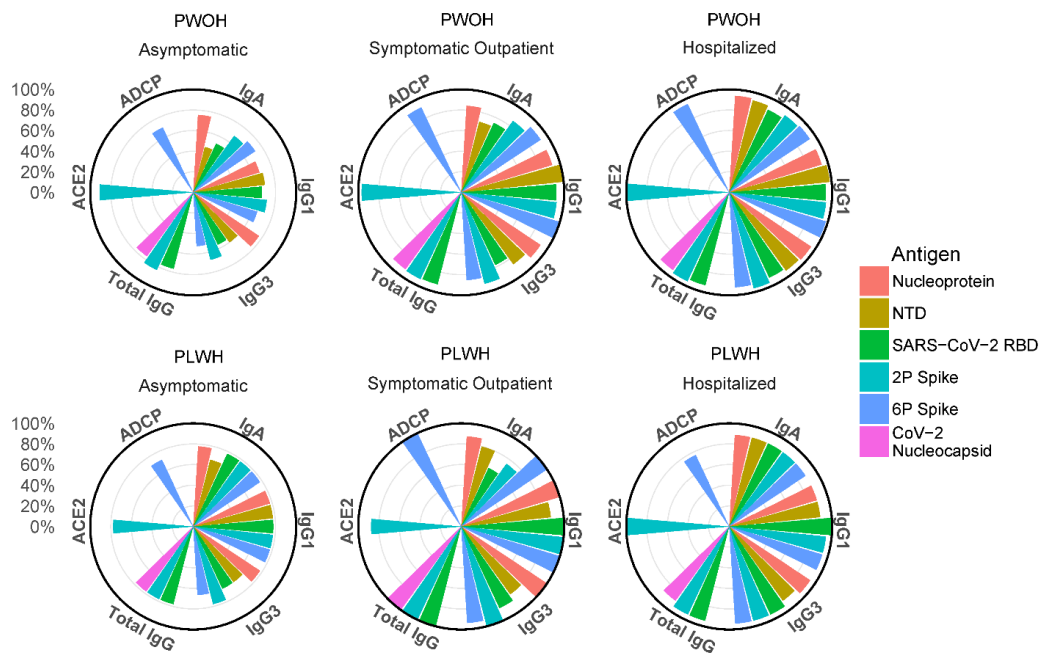 PWOH
Asymptomatic
PWOH
Symptomatic Outpatient
PWOH
Hospitalized
100%
80%
60%
40%
20%
0%
ADCP
IgA
IgG1
IgG3
Total IgG
ACE2
ADCP
IgA
IgG1
IgG3
Total IgG
ACE2
ADCP
IgA
IgG1
IgG3
Total IgG
ACE2
Antigen
Nucleoprotein
NTD
SARS−CoV−2 RBD
2P Spike
6P Spike
CoV−2
Nucleocapsid
PLWH
Asymptomatic
PLWH
Symptomatic Outpatient
PLWH
Hospitalized
100%
80%
60%
40%
20%
0%
ADCP
IgA
IgG1
IgG3
Total IgG
ACE2
ADCP
IgA
IgG1
IgG3
Total IgG
ACE2
ADCP
IgA
IgG1
IgG3
Total IgG
ACE2